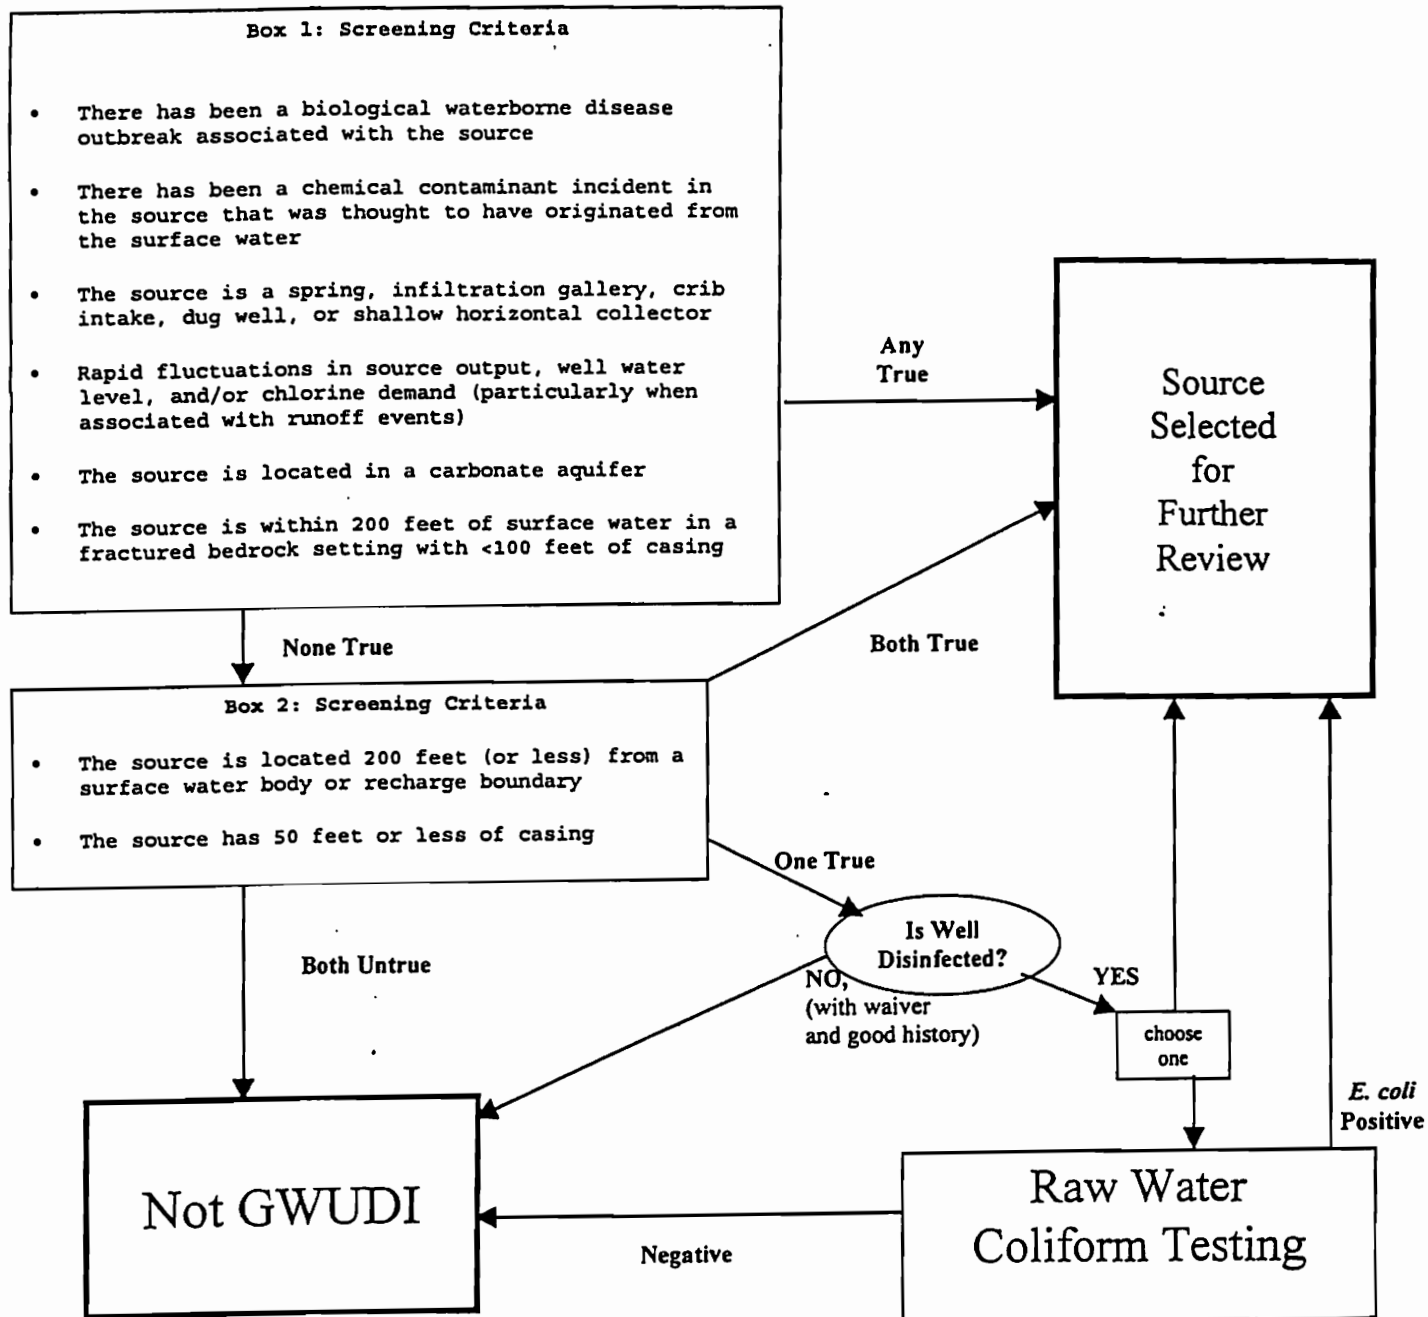 Box 1: Screening Criteria
• There has been a biological waterborne disease
outbreak associated with the source
• There has been a chemical contaminant incident in
the source that was thought to have originated from
the surface water
• The source is a spring, infiltration gallery, crib
intake, dug well, or shallow horizontal collector
• Rapid fluctuations in source output, well water
level, and/or chlorine demand (particularly when
associated with runoff events)
• The source is located in a carbonate aquifer
• The source is within 200 feet of surface water in a
fractured bedrock setting with <100 feet of casing
Any
True
Source
Selected
for
Further
Review
None True
Both True
Box 2: Screening Criteria
• The source is located 200 feet (or less) from a
surface water body or recharge boundary
• The source has 50 feet or less of casing
One True
Is Well
Disinfected?
Both Untrue
NO,
(with waiver
and good history)
YES
choose
one
E. coli
Positive
Not GWUDI
Negative
Raw Water
Coliform Testing